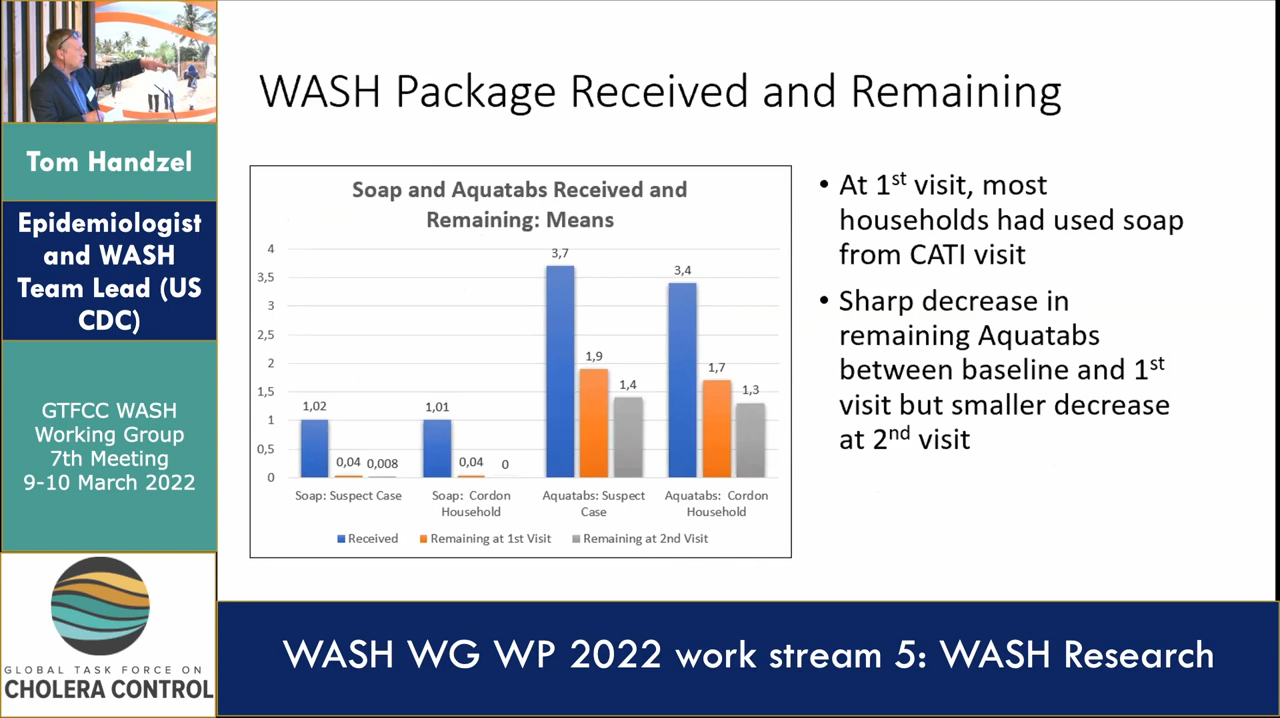 Tom Handzel
Epidemiologist
and WASH
Team Lead (US
CDC)
GTFCC WASH
Working Group
7th Meeting
9-10 March 2022
GLOBAL TASK FORCE ON
CHOLERA CONTROL
WASH Package Received and Remaining
Soap and Aquatabs Received and
Remaining: Means
4
3,5
3
2,5
2
1,5
1
0,5
0
1,02
0,04
0,008
1,01
0,04
0
3,7
1,9
1,4
3,4
1,7
1,3
Soap: Suspect Case
Soap: Cordon
Household
Aquatabs: Suspect
Case
Aquatabs: Cordon
Household
Received
Remaining at 1st Visit
Remaining at 2nd Visit
• At 1st visit, most
households had used soap
from CATI visit
• Sharp decrease in
remaining Aquatabs
between baseline and 1st
visit but smaller decrease
at 2nd visit
WASH WG WP 2022 work stream 5: WASH Research